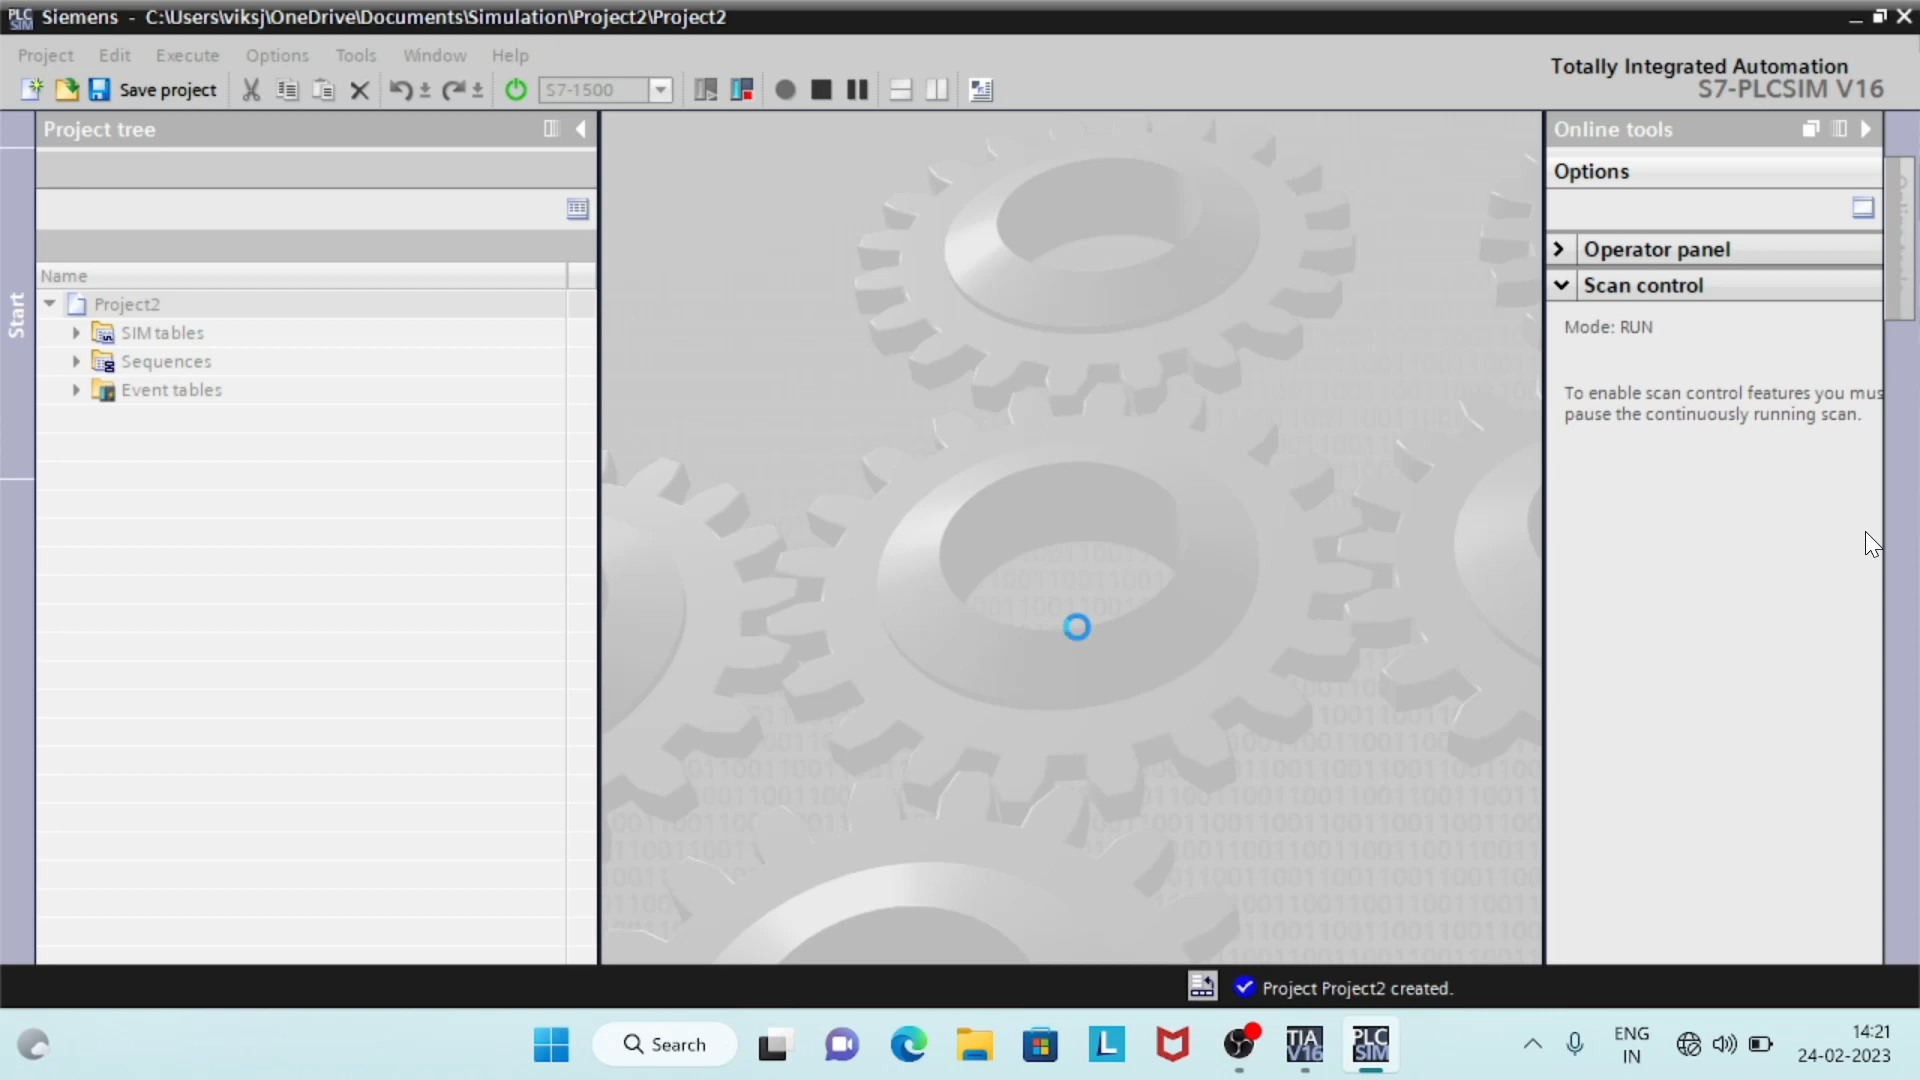 Siemens - C:\Users\viksj\OneDrive\Documents\Simulation\Project2\Project2
Project Edit Execute Options Tools Window Help
Totally Integrated Automation
S7-PLCSIM V16
Save project
S7-1500
Project tree
Online tools
Options
Start
Name
Project2
SIM tables
Sequences
Event tables
Operator panel
Scan control
Mode: RUN
To enable scan control features you mus
pause the continuously running scan.
Project Project2 created.
Search
TIA
V16
PLC
SIM
ENG
IN
14:21
24-02-2023